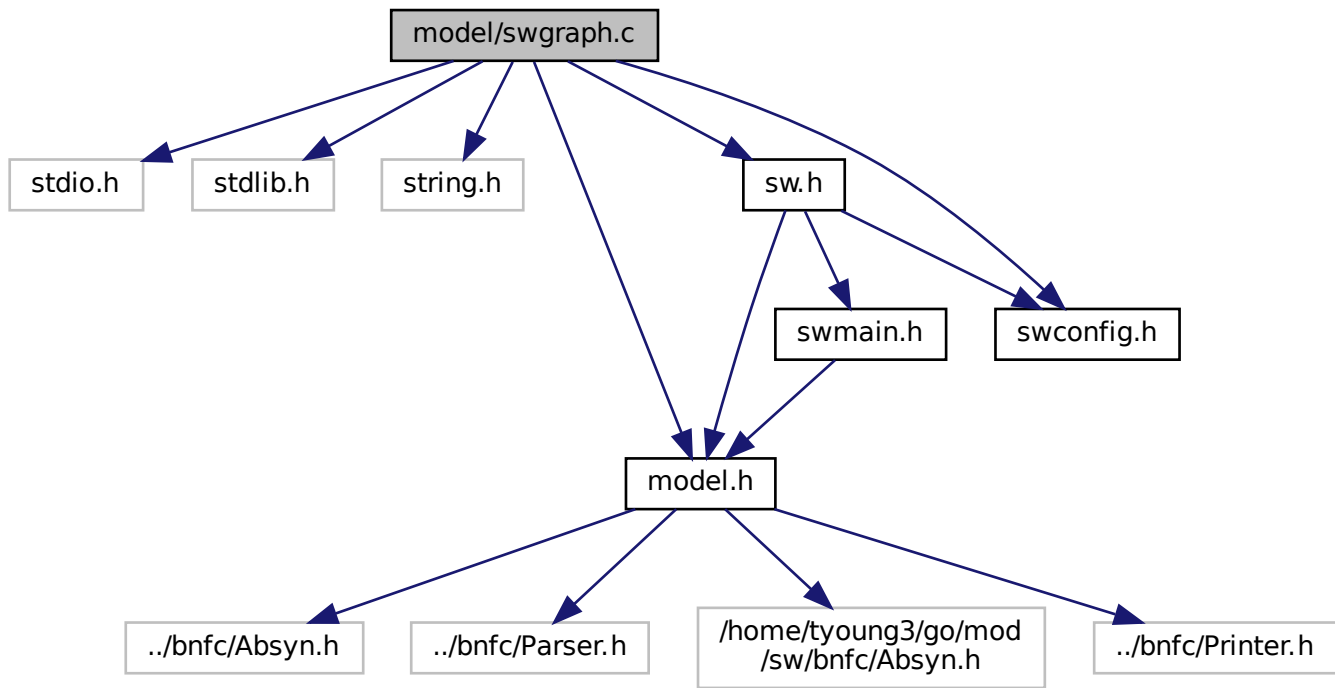 model/swgraph.c
stdio.h
stdlib.h
string.h
sw.h
swmain.h
swconfig.h
model.h
../bnfc/Absyn.h
../bnfc/Parser.h
/home/tyoung3/go/mod
/sw/bnfc/Absyn.h
../bnfc/Printer.h